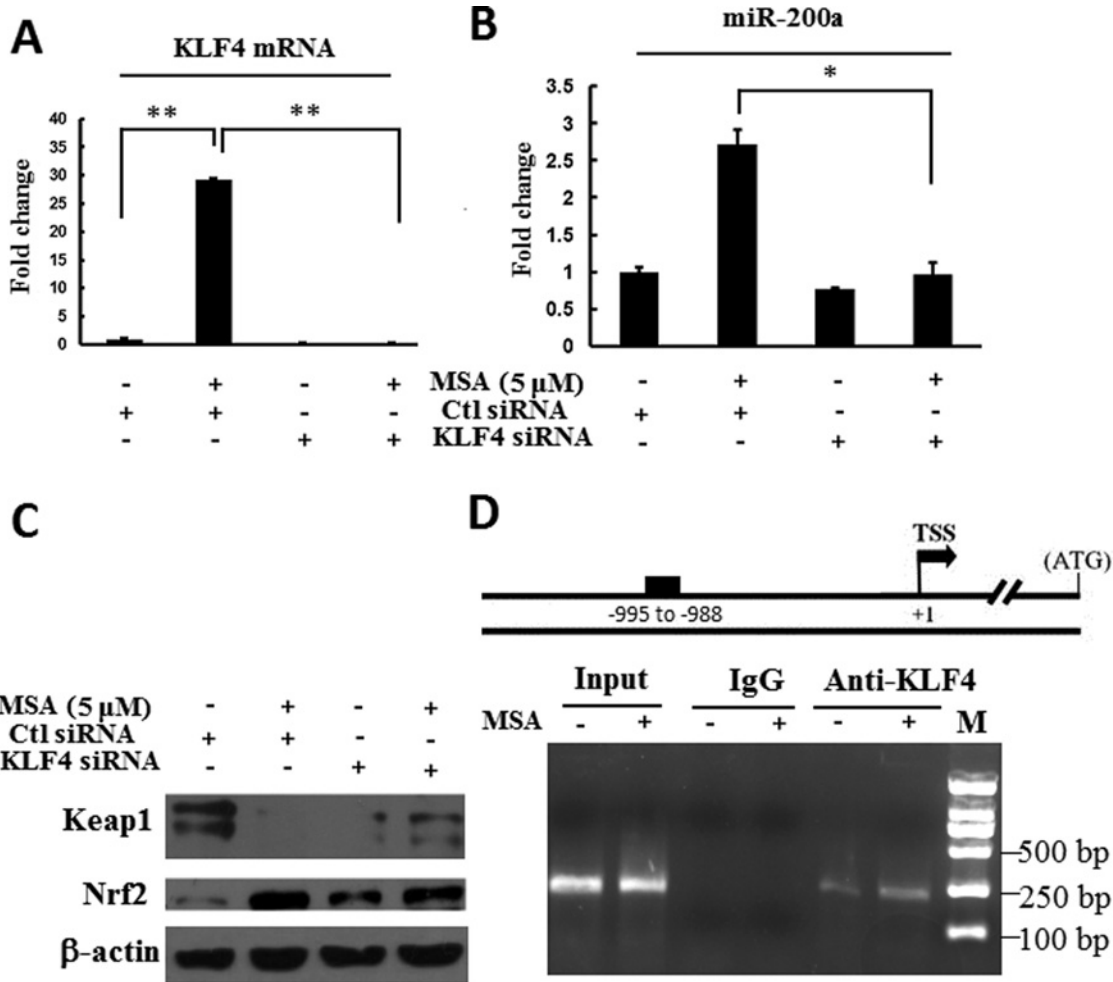 A
KLF4 mRNA
** **
Fold change
40
35
30
25
20
15
10
5
0
- + - + MSA (5 μM)
+ + - - Ctl siRNA
- - + + KLF4 siRNA
B
miR-200a
*
Fold change
3.5
3
2.5
2
1.5
1
0.5
0
- + - +
+ + - -
- - + +
C
MSA (5 μM) - + - +
Ctl siRNA + + - -
KLF4 siRNA - - + +
Keap1
Nrf2
β-actin
D
TSS
(ATG)
-995 to -988 +1
Input IgG Anti-KLF4
MSA - + - + - + M
500 bp
250 bp
100 bp